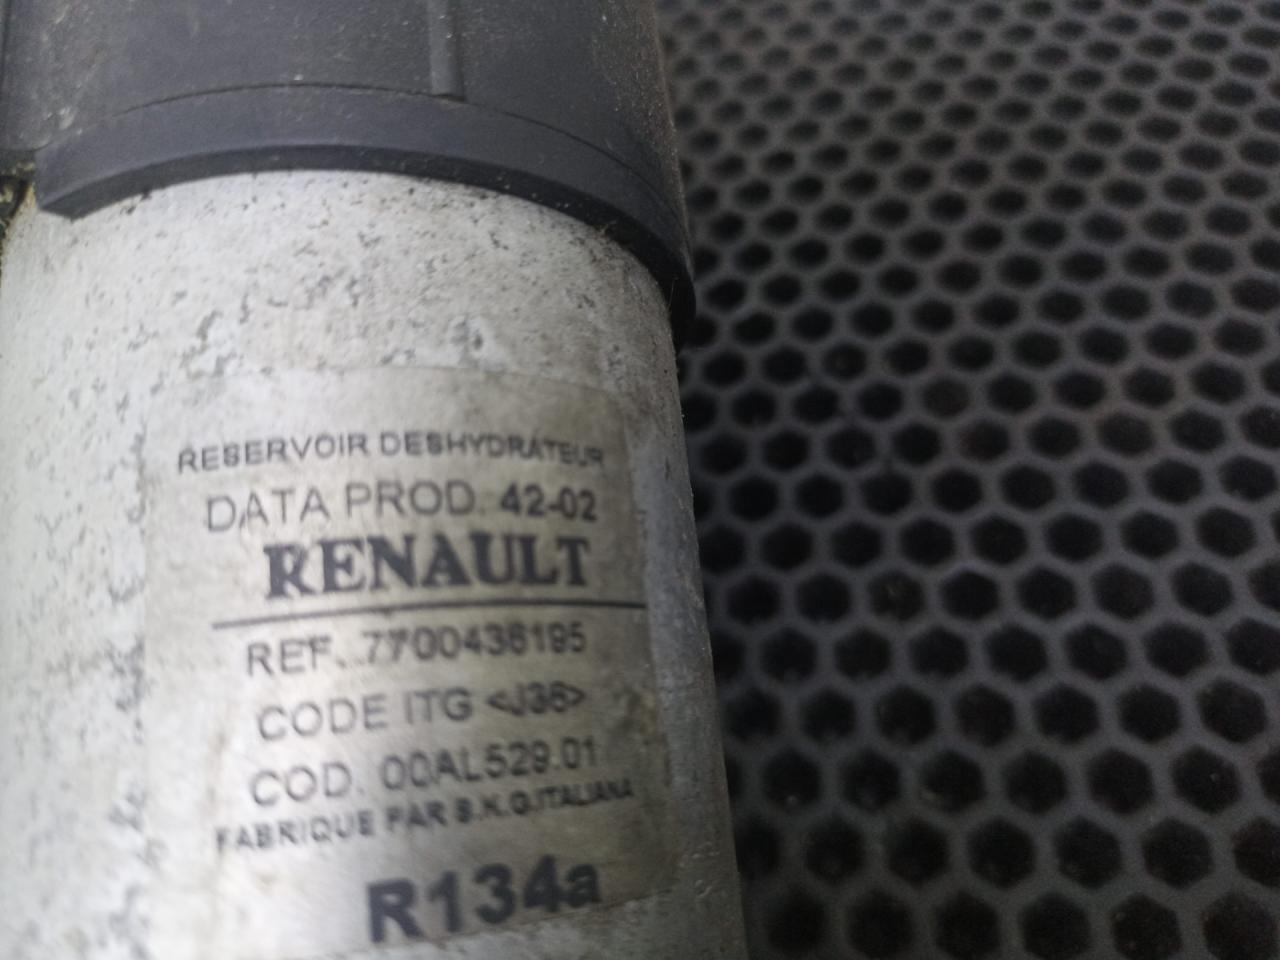 RESERVOIR DESHYDRATEUR
DATA PROD. 42-02
RENAULT
REF. 7700436195
CODE ITG <J36>
COD. 00AL529.01
FABRIQUE PAR S.K.G.ITALIANA
R134a